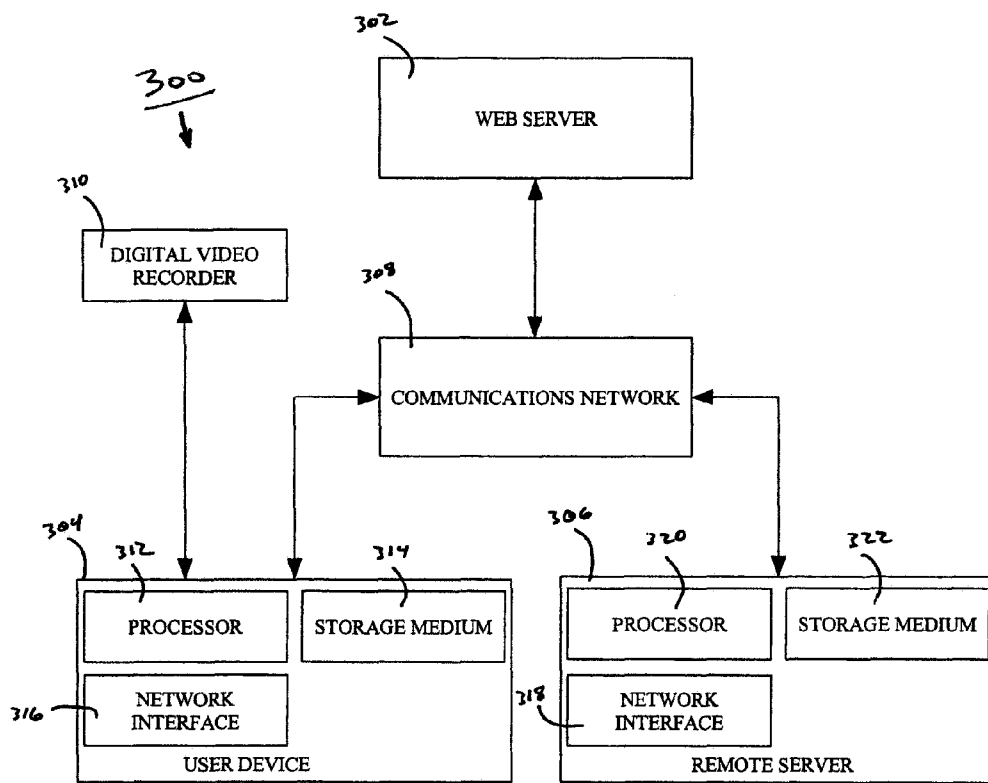 302
300
WEB SERVER
310
DIGITAL VIDEO
RECORDER
308
COMMUNICATIONS NETWORK
304
312
314
306
320
322
PROCESSOR
STORAGE MEDIUM
PROCESSOR
STORAGE MEDIUM
316
NETWORK
INTERFACE
318
NETWORK
INTERFACE
USER DEVICE
REMOTE SERVER